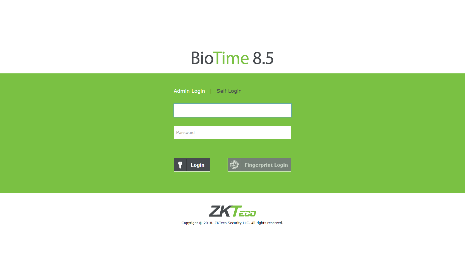 BioTime 8.5
Admin Login | Self Login
Password
Login
Fingerprint Login
ZKTeco